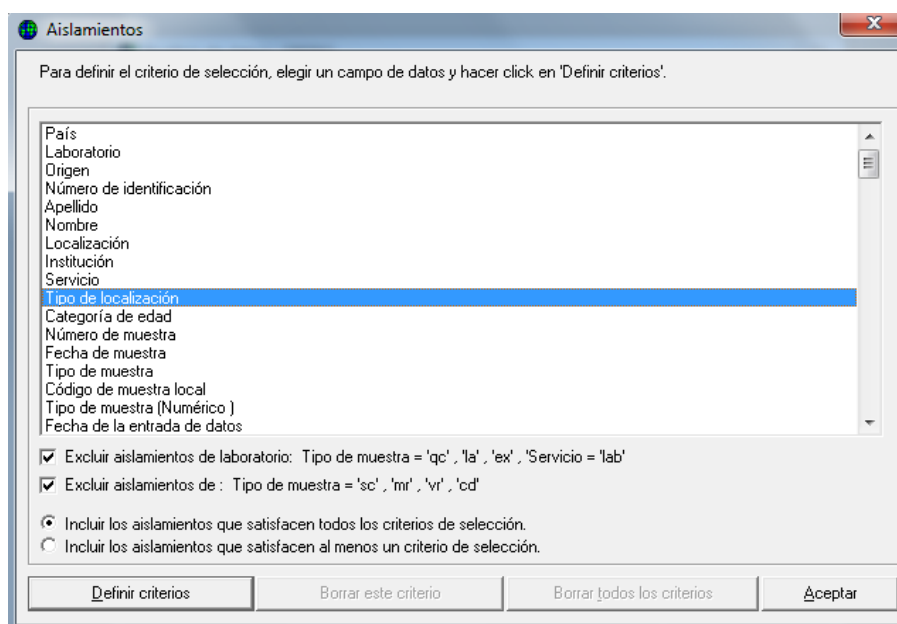 Aislamientos
Para definir el criterio de selección, elegir un campo de datos y hacer click en 'Definir criterios'.
País
Laboratorio
Origen
Número de identificación
Apellido
Nombre
Localización
Institución
Servicio
Tipo de localización
Categoría de edad
Número de muestra
Fecha de muestra
Tipo de muestra
Código de muestra local
Tipo de muestra (Numérico )
Fecha de la entrada de datos
Excluir aislamientos de laboratorio: Tipo de muestra = 'qc' , 'la' , 'ex' , 'Servicio = 'lab'
Excluir aislamientos de : Tipo de muestra = 'sc' , 'mr' , 'vr' , 'cd'
Incluir los aislamientos que satisfacen todos los criterios de selección.
Incluir los aislamientos que satisfacen al menos un criterio de selección.
Definir criterios Borrar este criterio Borrar todos los criterios Aceptar